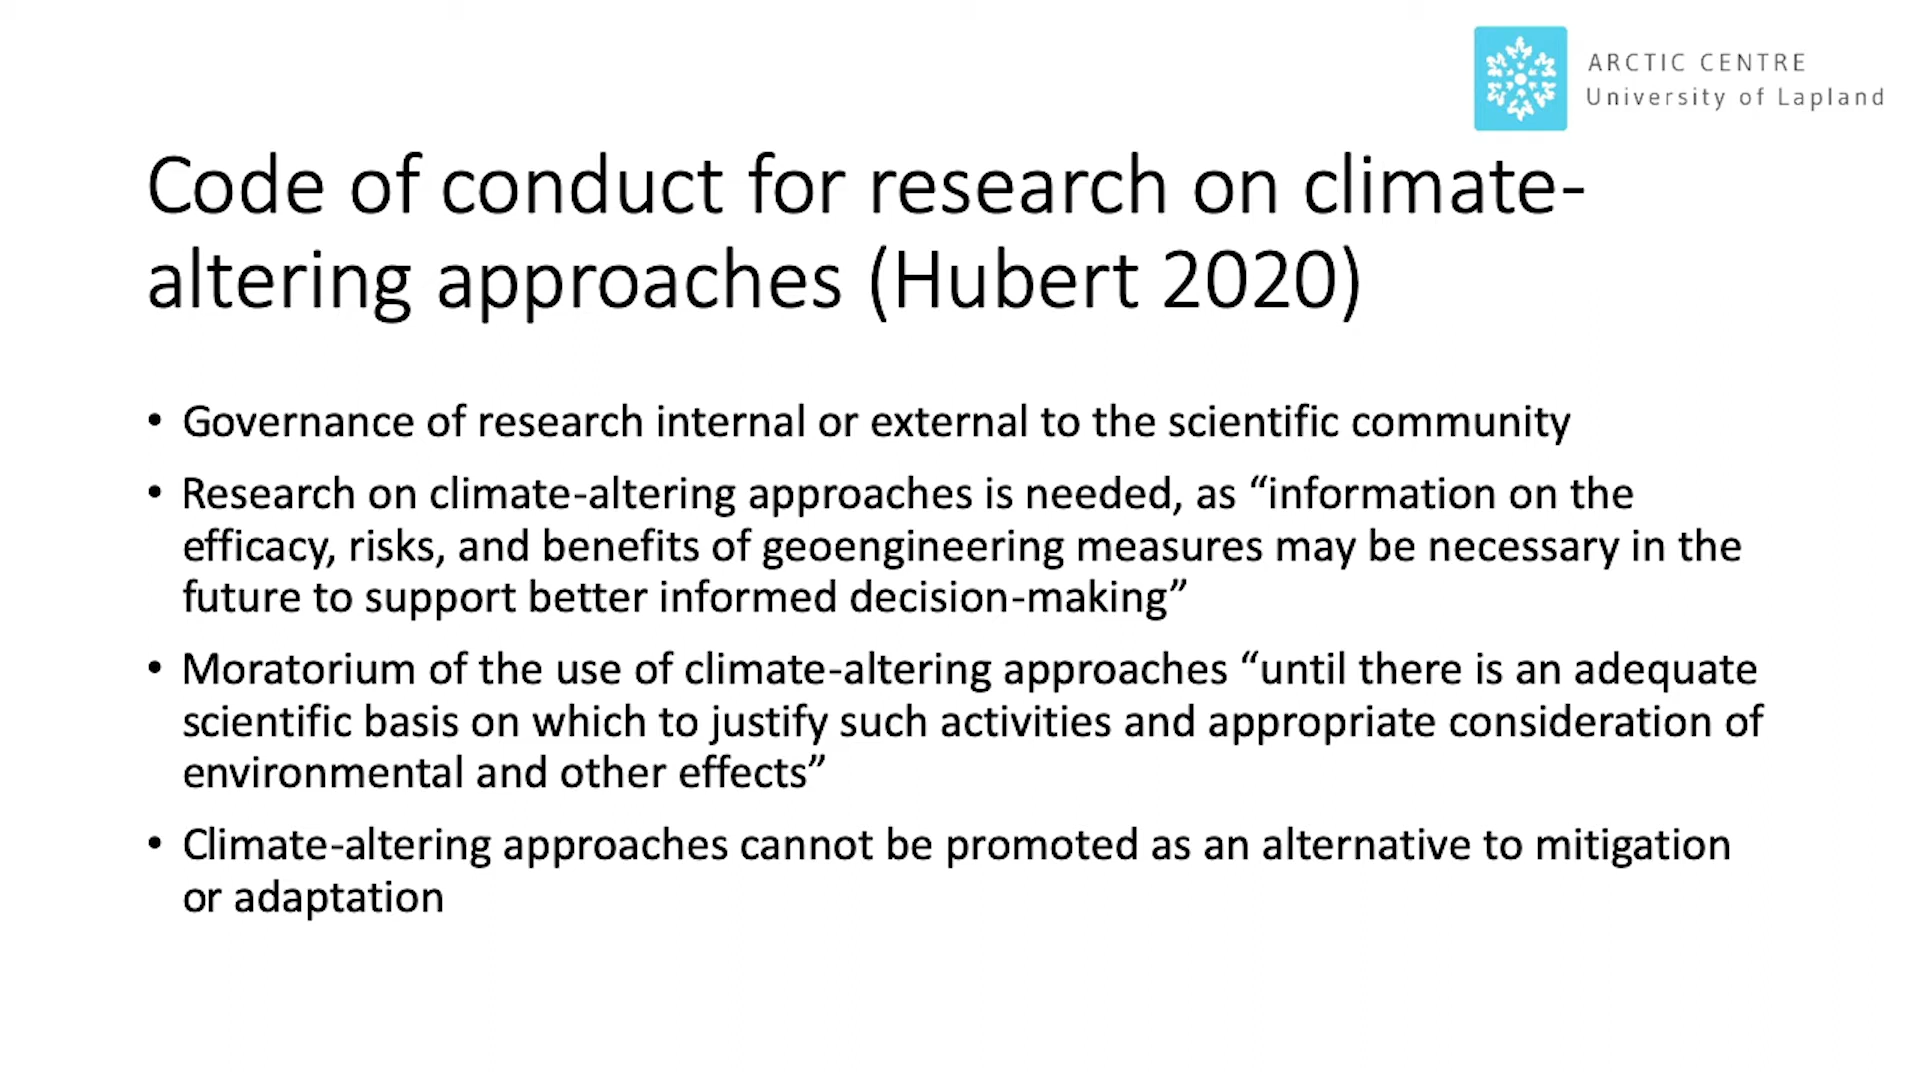 ARCTIC CENTRE
University of Lapland
Code of conduct for research on climate-
altering approaches (Hubert 2020)
• Governance of research internal or external to the scientific community
• Research on climate-altering approaches is needed, as “information on the
efficacy, risks, and benefits of geoengineering measures may be necessary in the
future to support better informed decision-making”
• Moratorium of the use of climate-altering approaches “until there is an adequate
scientific basis on which to justify such activities and appropriate consideration of
environmental and other effects”
• Climate-altering approaches cannot be promoted as an alternative to mitigation
or adaptation